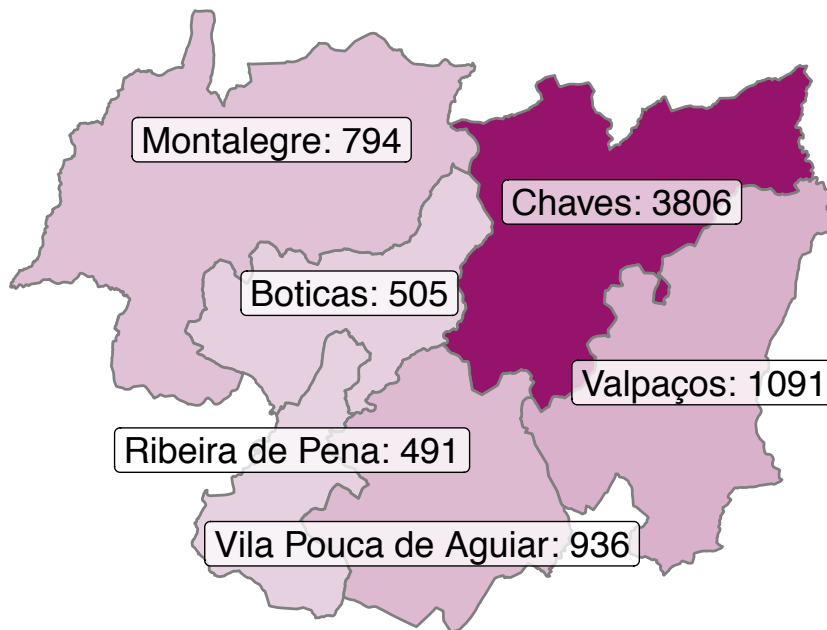 Montalegre: 794
Chaves: 3806
Boticas: 505
Valpaços: 1091
Ribeira de Pena: 491
Vila Pouca de Aguiar: 936